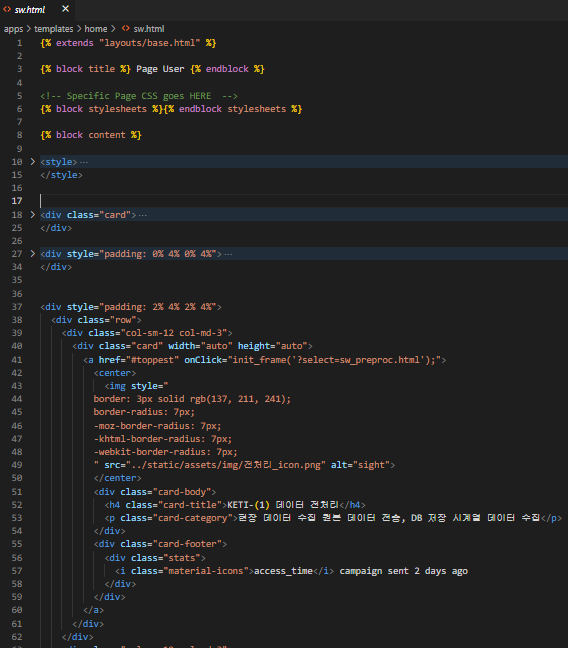 sw.html
apps > templates > home > sw.html
1 {% extends "layouts/base.html" %}
2
3 {% block title %} Page User {% endblock %}
4
5 <!-- Specific Page CSS goes HERE  -->
6 {% block stylesheets %}{% endblock stylesheets %}
7
8 {% block content %}
9
10 <style>…
15 </style>
16
17
18 <div class="card">…
25 </div>
26
27 <div style="padding: 0% 4% 0% 4%">…
34 </div>
35
36
37 <div style="padding: 2% 4% 2% 4%">
38 <div class="row">
39 <div class="col-sm-12 col-md-3">
40 <div class="card" width="auto" height="auto">
41 <a href="#toppest" onClick="init_frame('?select=sw_preproc.html');">
42 <center>
43 <img style="
44 border: 3px solid rgb(137, 211, 241);
45 border-radius: 7px;
46 -moz-border-radius: 7px;
47 -khtml-border-radius: 7px;
48 -webkit-border-radius: 7px;
49 " src="../static/assets/img/전처리_icon.png" alt="sight">
50 </center>
51 <div class="card-body">
52 <h4 class="card-title">KETI-(1) 데이터 전처리</h4>
53 <p class="card-category">현장 데이터 수집 원본 데이터 전송, DB 저장 시계열 데이터 수집</p>
54 </div>
55 <div class="card-footer">
56 <div class="stats">
57 <i class="material-icons">access_time</i> campaign sent 2 days ago
58 </div>
59 </div>
60 </a>
61 </div>
62 </div>